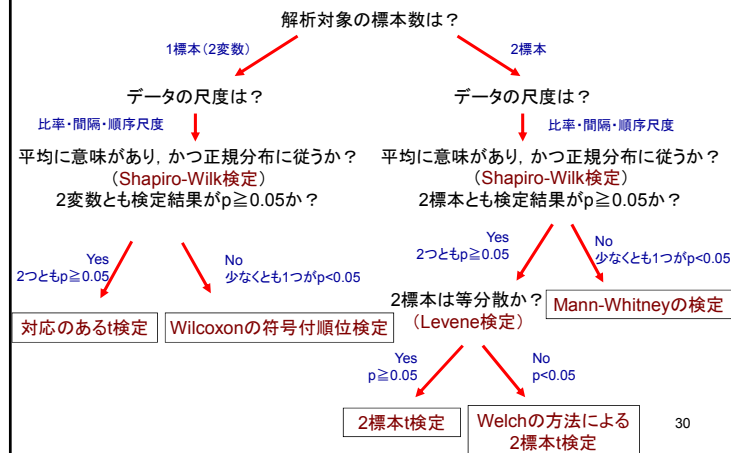 解析対象の標本数は？
1標本（2変数）
2標本
データの尺度は？
データの尺度は？
比率・間隔・順序尺度
比率・間隔・順序尺度
平均に意味があり，かつ正規分布に従うか？
（Shapiro-Wilk検定）
2変数とも検定結果がp≧0.05か？
平均に意味があり，かつ正規分布に従うか？
（Shapiro-Wilk検定）
2標本とも検定結果がp≧0.05か？
Yes
2つともp≧0.05
No
少なくとも1つがp<0.05
Yes
2つともp≧0.05
No
少なくとも1つがp<0.05
対応のあるt検定
Wilcoxonの符号付順位検定
2標本は等分散か？
（Levene検定）
Mann-Whitneyの検定
Yes
p≧0.05
No
p<0.05
2標本t検定
Welchの方法による
2標本t検定
30